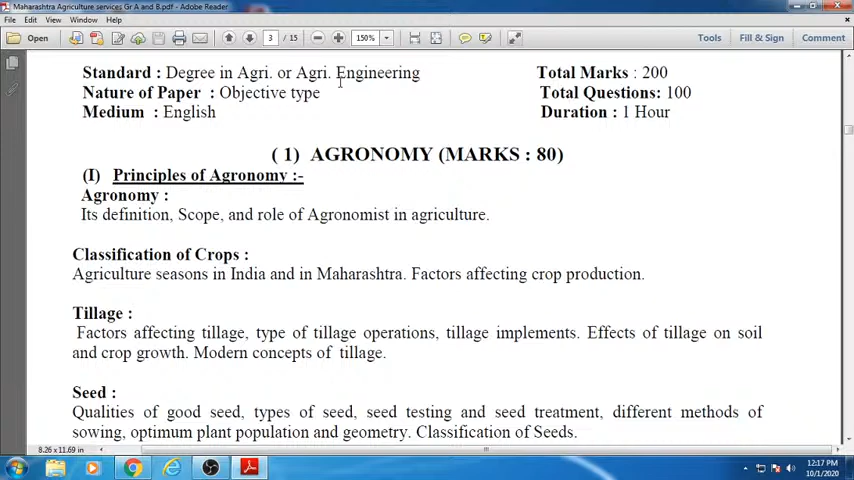 Maharashtra Agriculture services Gr A and B.pdf - Adobe Reader
File Edit View Window Help
Open 3 / 15 150% Tools Fill & Sign Comment
Standard : Degree in Agri. or Agri. Engineering Total Marks : 200
Nature of Paper : Objective type Total Questions: 100
Medium : English Duration : 1 Hour
( 1) AGRONOMY (MARKS : 80)
(I) Principles of Agronomy :-
Agronomy :
Its definition, Scope, and role of Agronomist in agriculture.
Classification of Crops :
Agriculture seasons in India and in Maharashtra. Factors affecting crop production.
Tillage :
Factors affecting tillage, type of tillage operations, tillage implements. Effects of tillage on soil
and crop growth. Modern concepts of tillage.
Seed :
Qualities of good seed, types of seed, seed testing and seed treatment, different methods of
sowing, optimum plant population and geometry. Classification of Seeds.
8.26 x 11.69 in
12:17 PM
10/1/2020